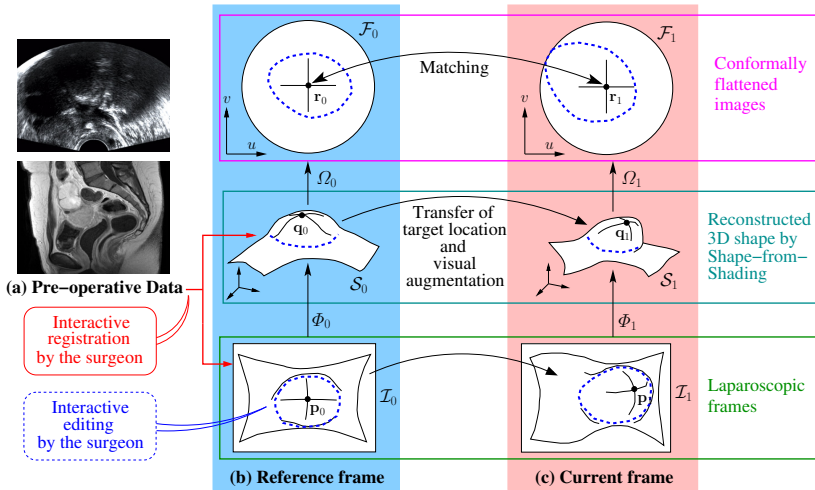 𝓕₀
𝓕₁
Matching
r₀
r₁
v
u
v
u
Conformally
flattened
images
Ω₀
Ω₁
q₀
q₁
Transfer of
target location
and
visual
augmentation
Reconstructed
3D shape by
Shape−from−
Shading
𝒮₀
𝒮₁
(a) Pre-operative Data
Interactive
registration
by the surgeon
Φ₀
Φ₁
p₀
p
𝓘₀
𝓘₁
Laparoscopic
frames
Interactive
editing
by the surgeon
(b) Reference frame
(c) Current frame